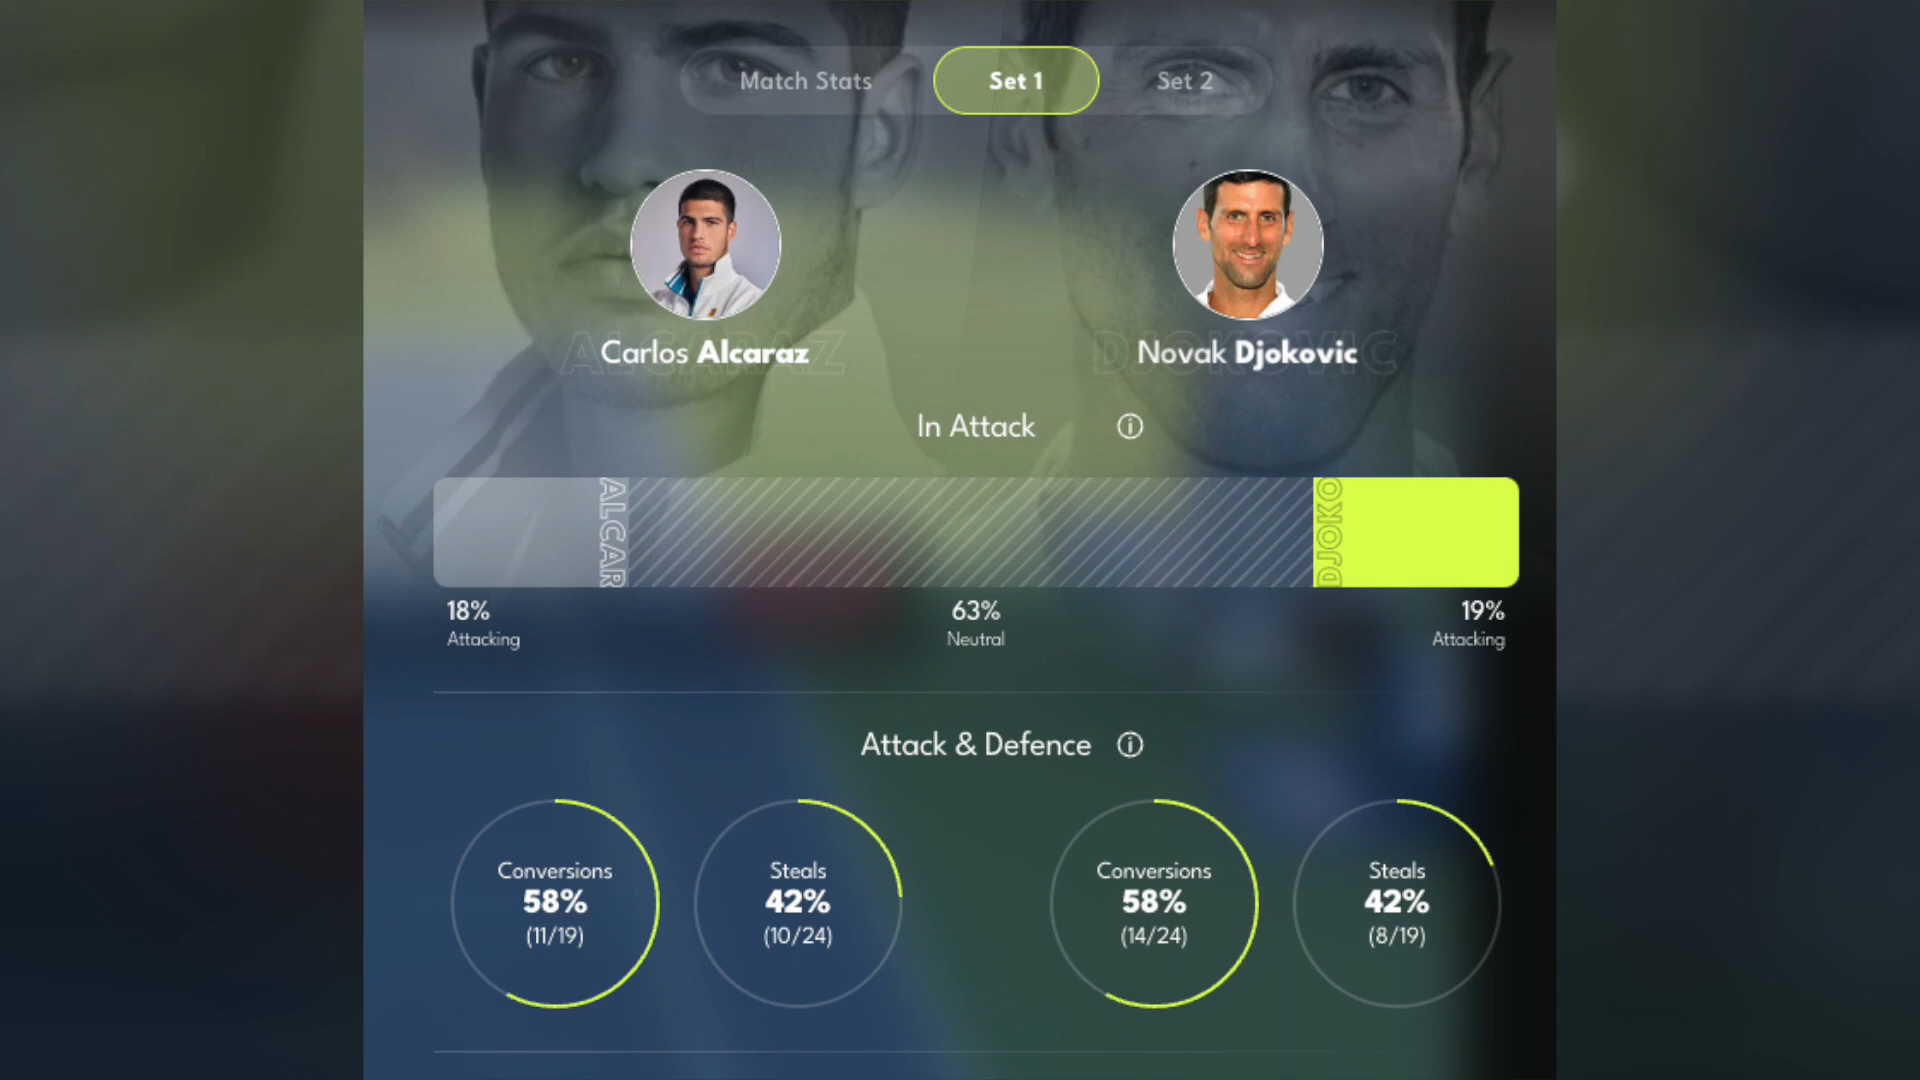 Match Stats Set 1 Set 2
ALCARAZ DJOKOVIC
Carlos Alcaraz Novak Djokovic
In Attack
ALCAR DJOKO
18% 63% 19%
Attacking Neutral Attacking
Attack & Defence
Conversions Steals Conversions Steals
58% 42% 58% 42%
(11/19) (10/24) (14/24) (8/19)